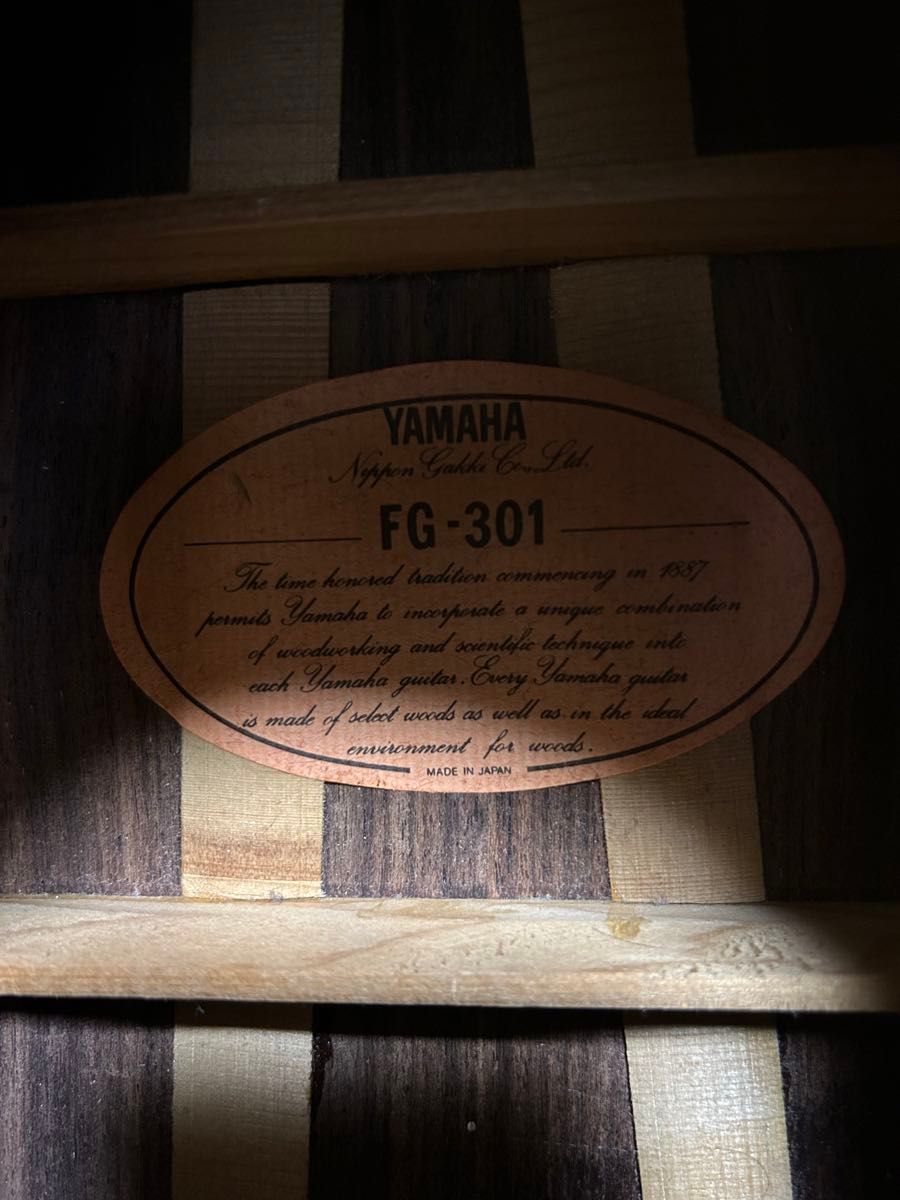 YAMAHA
Nippon Gakki Co., Ltd.
FG-301
The time honored tradition commencing in 1887
permits Yamaha to incorporate a unique combination
of woodworking and scientific technique into
each Yamaha guitar. Every Yamaha guitar
is made of select woods as well as in the ideal
environment for woods.
MADE IN JAPAN